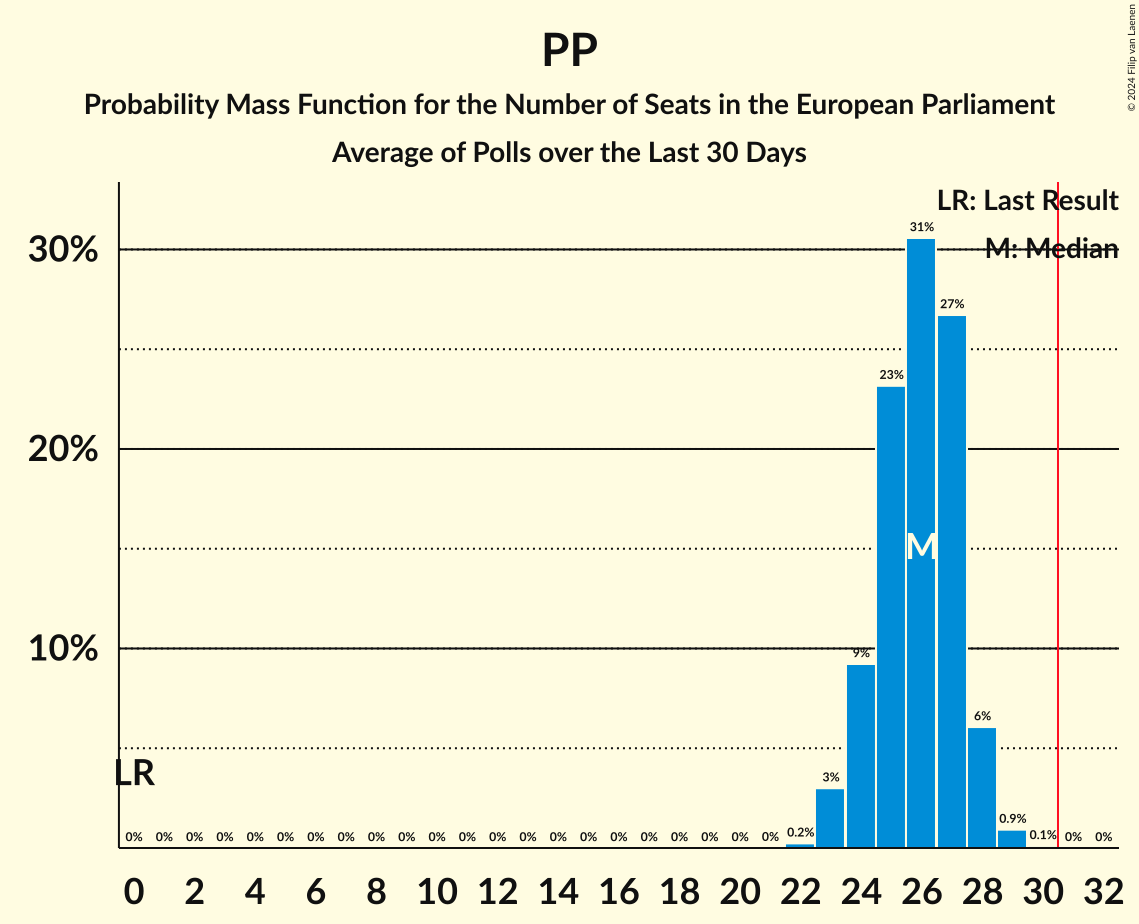 © 2024 Filip van Laenen
PP
Probability Mass Function for the Number of Seats in the European Parliament
Average of Polls over the Last 30 Days
LR: Last Result
M: Median
30%
20%
10%
31%
27%
23%
M
9%
6%
LR
3%
0% 0% 0% 0% 0% 0% 0% 0% 0% 0% 0% 0% 0% 0% 0% 0% 0% 0% 0% 0% 0% 0% 0.2% 0.9% 0.1% 0% 0%
0 2 4 6 8 10 12 14 16 18 20 22 24 26 28 30 32